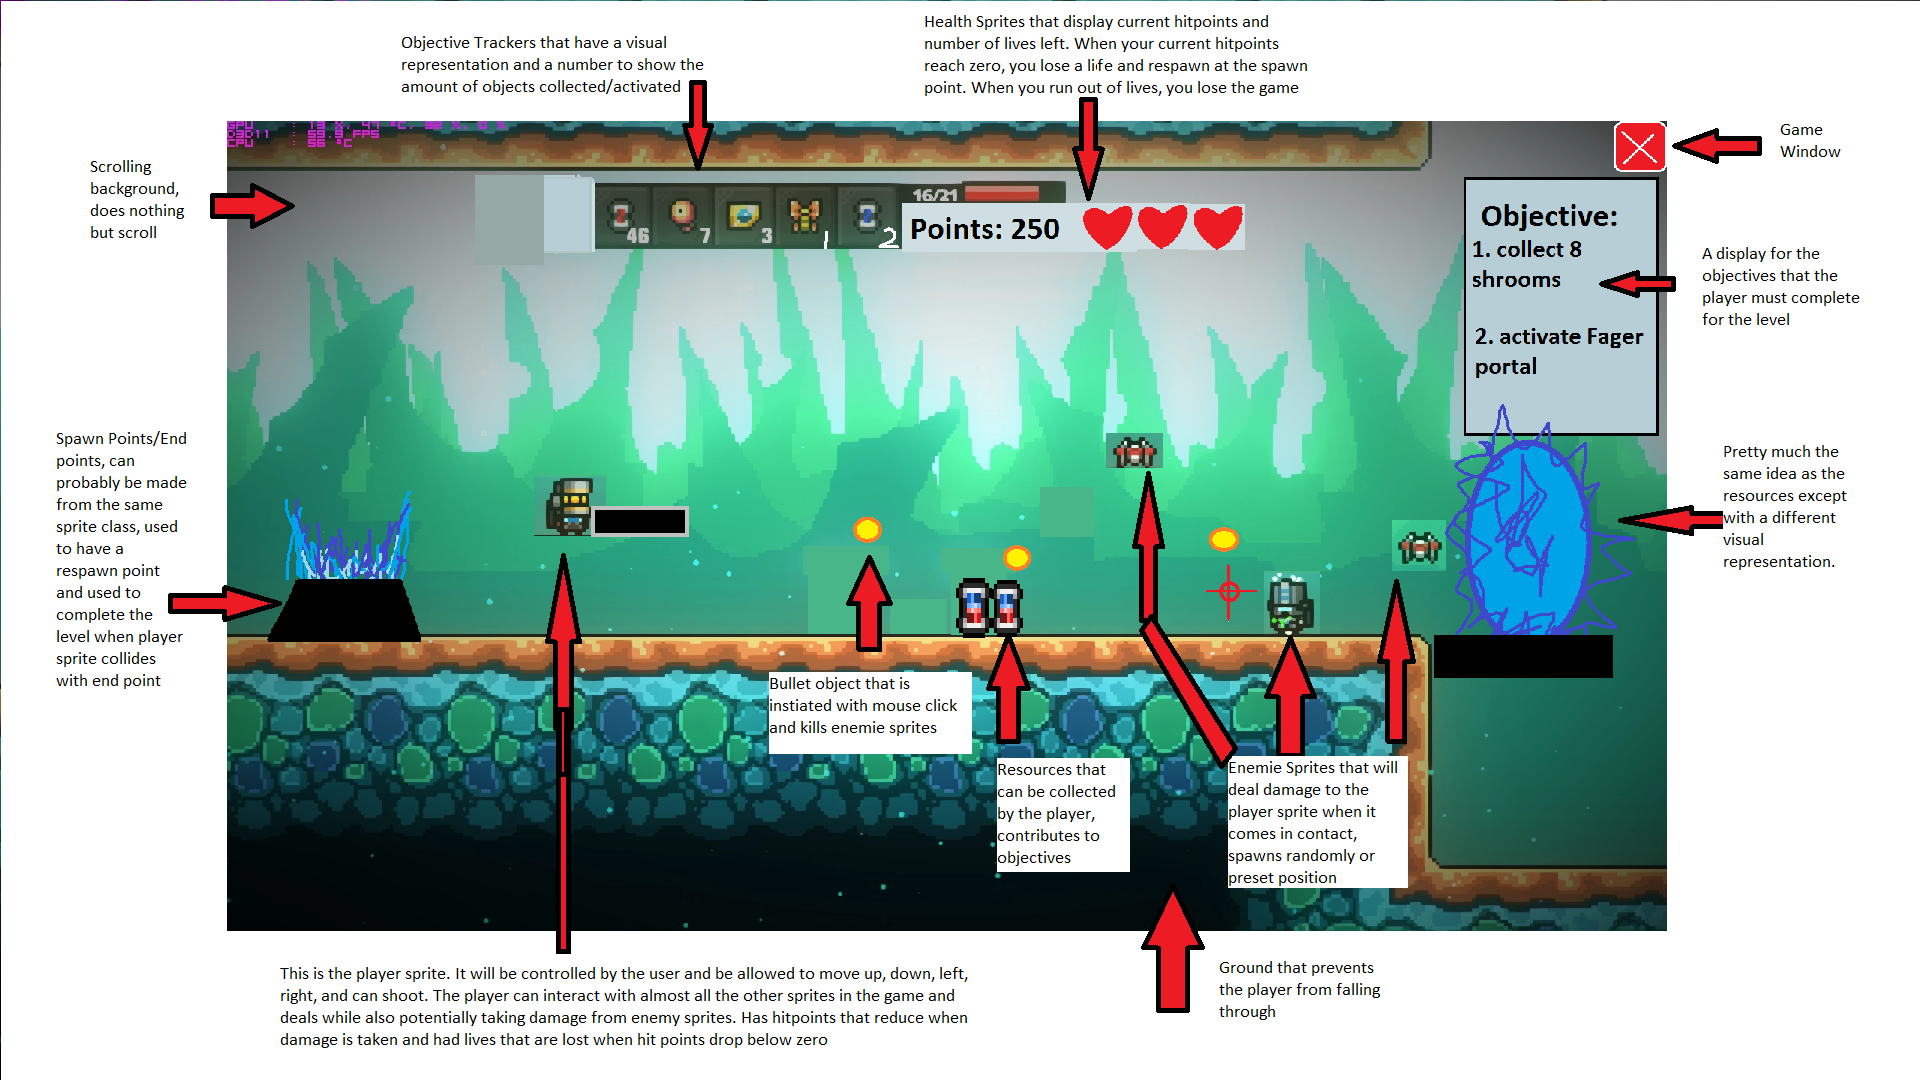 Objective Trackers that have a visual
representation and a number to show the
amount of objects collected/activated
Health Sprites that display current hitpoints and
number of lives left. When your current hitpoints
reach zero, you lose a life and respawn at the spawn
point. When you run out of lives, you lose the game
Game
Window
Scrolling
background,
does nothing
but scroll
D3D11 : 59.9 FPS
CPU : 56 °C
46
7
3
1
2
16/21
Points: 250
Objective:
1. collect 8
shrooms
2. activate Fager
portal
A display for the
objectives that the
player must complete
for the level
Spawn Points/End
points, can
probably be made
from the same
sprite class, used
to have a
respawn point
and used to
complete the
level when player
sprite collides
with end point
Pretty much the
same idea as the
resources except
with a different
visual
representation.
Bullet object that is
instiated with mouse click
and kills enemie sprites
Resources that
can be collected
by the player,
contributes to
objectives
Enemie Sprites that will
deal damage to the
player sprite when it
comes in contact,
spawns randomly or
preset position
This is the player sprite. It will be controlled by the user and be allowed to move up, down, left,
right, and can shoot. The player can interact with almost all the other sprites in the game and
deals while also potentially taking damage from enemy sprites. Has hitpoints that reduce when
damage is taken and had lives that are lost when hit points drop below zero
Ground that prevents
the player from falling
through